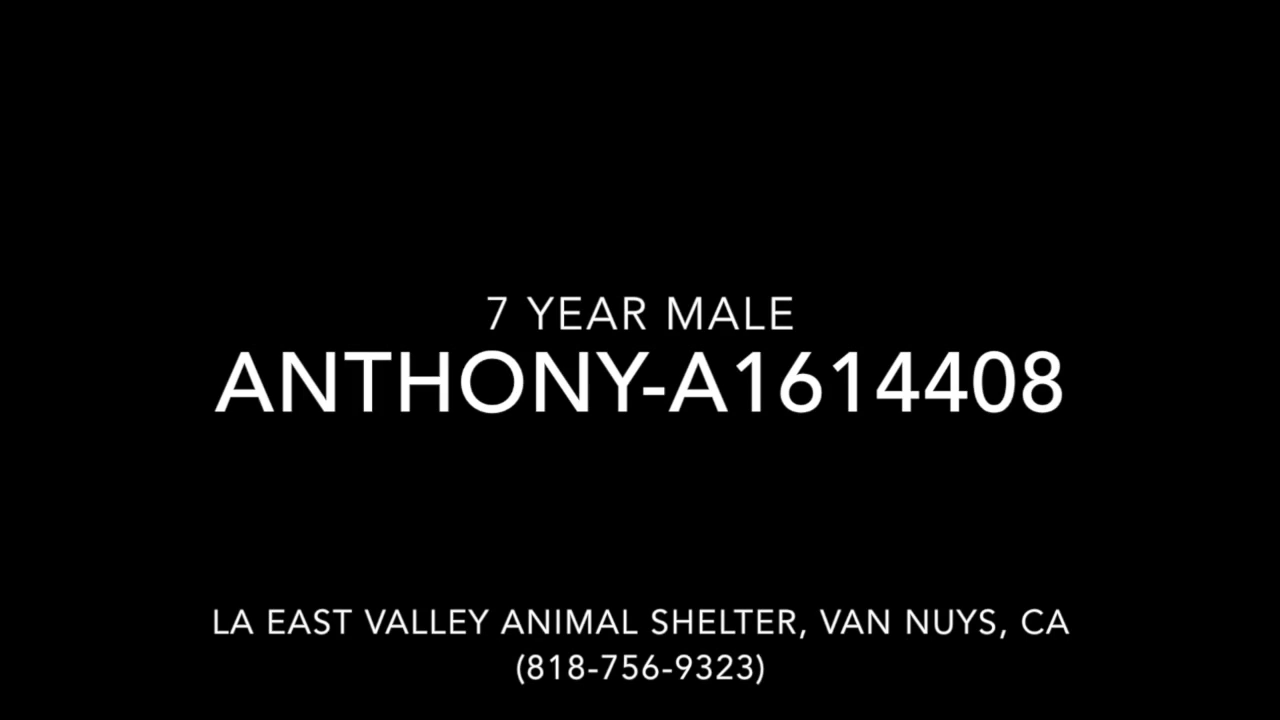 7 YEAR MALE
ANTHONY-A1614408
LA EAST VALLEY ANIMAL SHELTER, VAN NUYS, CA
(818-756-9323)